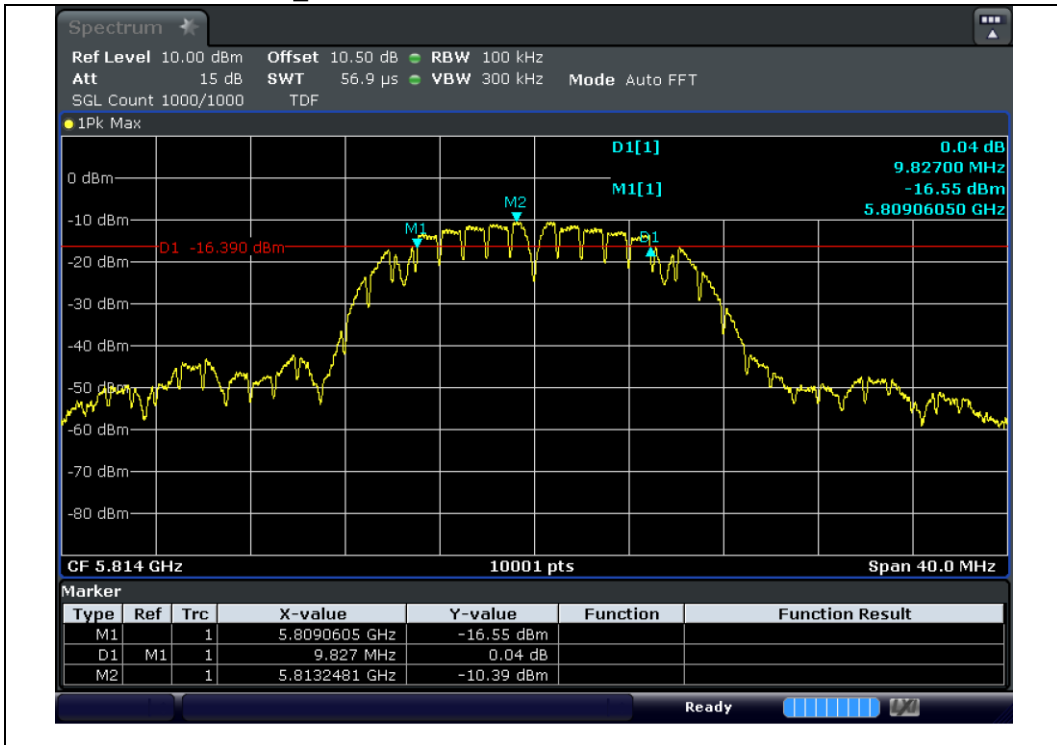 Spectrum
Ref Level 10.00 dBm Offset 10.50 dB RBW 100 kHz
Att 15 dB SWT 56.9 µs VBW 300 kHz Mode Auto FFT
SGL Count 1000/1000 TDF
1Pk Max
D1[1] 0.04 dB
9.82700 MHz
M1[1] -16.55 dBm
5.80906050 GHz
0 dBm
M2
-10 dBm
M1
D1
D1 -16.390 dBm
-20 dBm
-30 dBm
-40 dBm
-50 dBm
-60 dBm
-70 dBm
-80 dBm
CF 5.814 GHz 10001 pts Span 40.0 MHz
Marker
Type Ref Trc X-value Y-value Function Function Result
M1 1 5.8090605 GHz -16.55 dBm
D1 M1 1 9.827 MHz 0.04 dB
M2 1 5.8132481 GHz -10.39 dBm
Ready